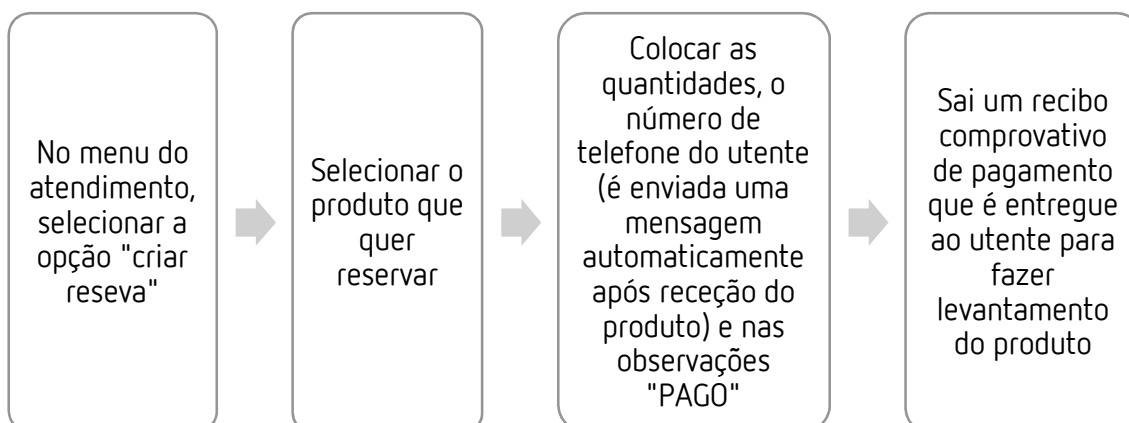 No menu do
atendimento,
selecionar a
opção "criar
reseva"
Selecionar o
produto que
quer
reservar
Colocar as
quantidades, o
número de
telefone do utente
(é enviada uma
mensagem
automaticamente
após receção do
produto) e nas
observações
"PAGO"
Sai um recibo
comprovativo
de pagamento
que é entregue
ao utente para
fazer
levantamento
do produto